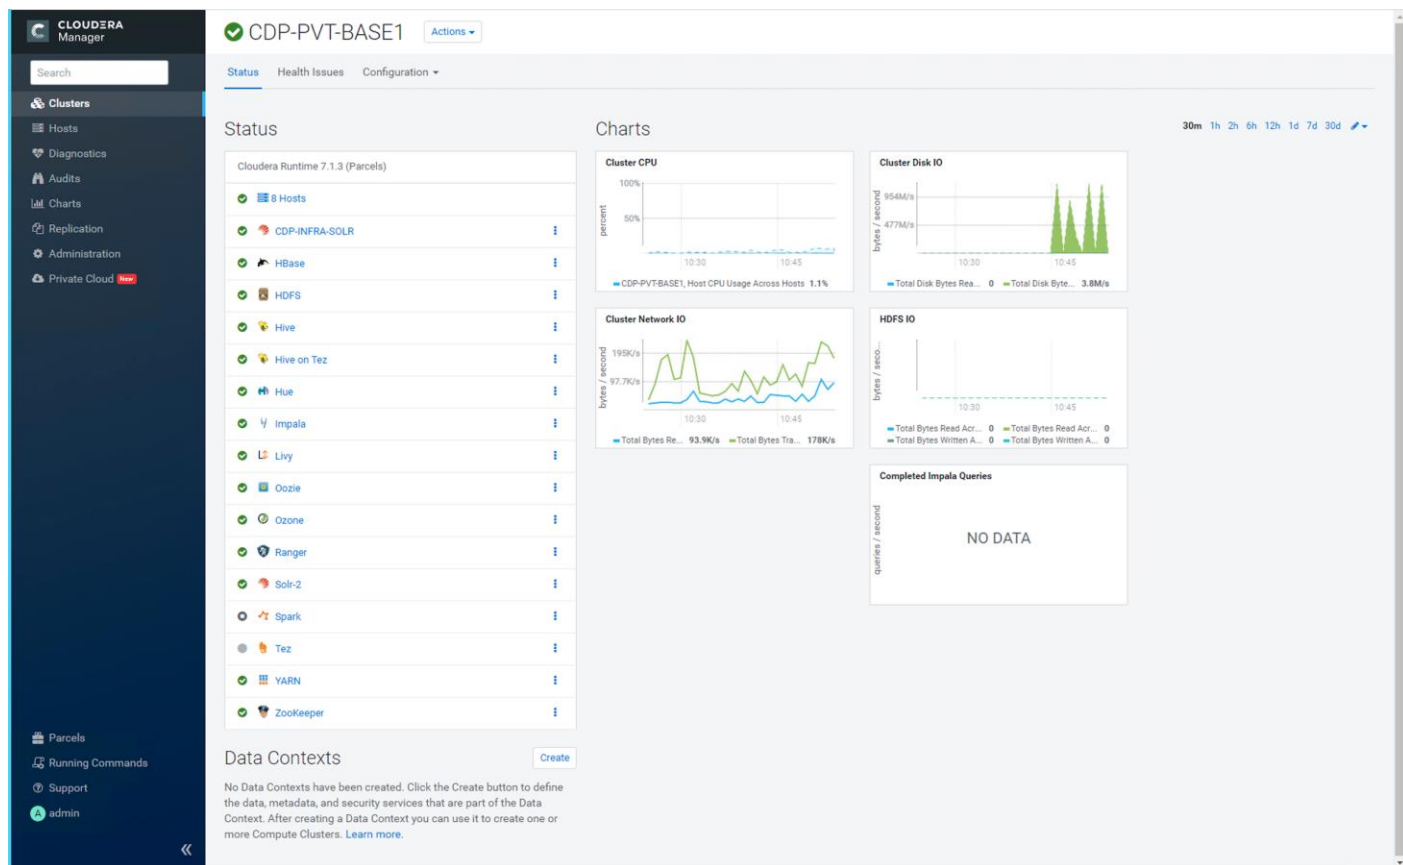 CLOUDERA
Manager
Search
Clusters
Hosts
Diagnostics
Audits
Charts
Replication
Administration
Private Cloud New
Parcels
Running Commands
Support
A admin
CDP-PVT-BASE1 Actions
Status Health Issues Configuration
Status
Cloudera Runtime 7.1.3 (Parcels)
8 Hosts
CDP-INFRA-SOLR
HBase
HDFS
Hive
Hive on Tez
Hue
Impala
Livy
Oozie
Ozone
Ranger
Solr-2
Spark
Tez
YARN
ZooKeeper
Data Contexts Create
No Data Contexts have been created. Click the Create button to define
the data, metadata, and security services that are part of the Data
Context. After creating a Data Context you can use it to create one or
more Compute Clusters. Learn more.
Charts
30m 1h 2h 6h 12h 1d 7d 30d
Cluster CPU
percent
100%
50%
10:30 10:45
CDP-PVT-BASE1, Host CPU Usage Across Hosts 1.1%
Cluster Disk IO
bytes / second
954M/s
477M/s
10:30 10:45
Total Disk Bytes Rea... 0 Total Disk Byte... 3.8M/s
Cluster Network IO
bytes / second
195K/s
97.7K/s
10:30 10:45
Total Bytes Re... 93.9K/s Total Bytes Tra... 178K/s
HDFS IO
bytes / seco...
10:30 10:45
Total Bytes Read Acr... 0 Total Bytes Read Acr... 0
Total Bytes Written A... 0 Total Bytes Written A... 0
Completed Impala Queries
queries / second
NO DATA